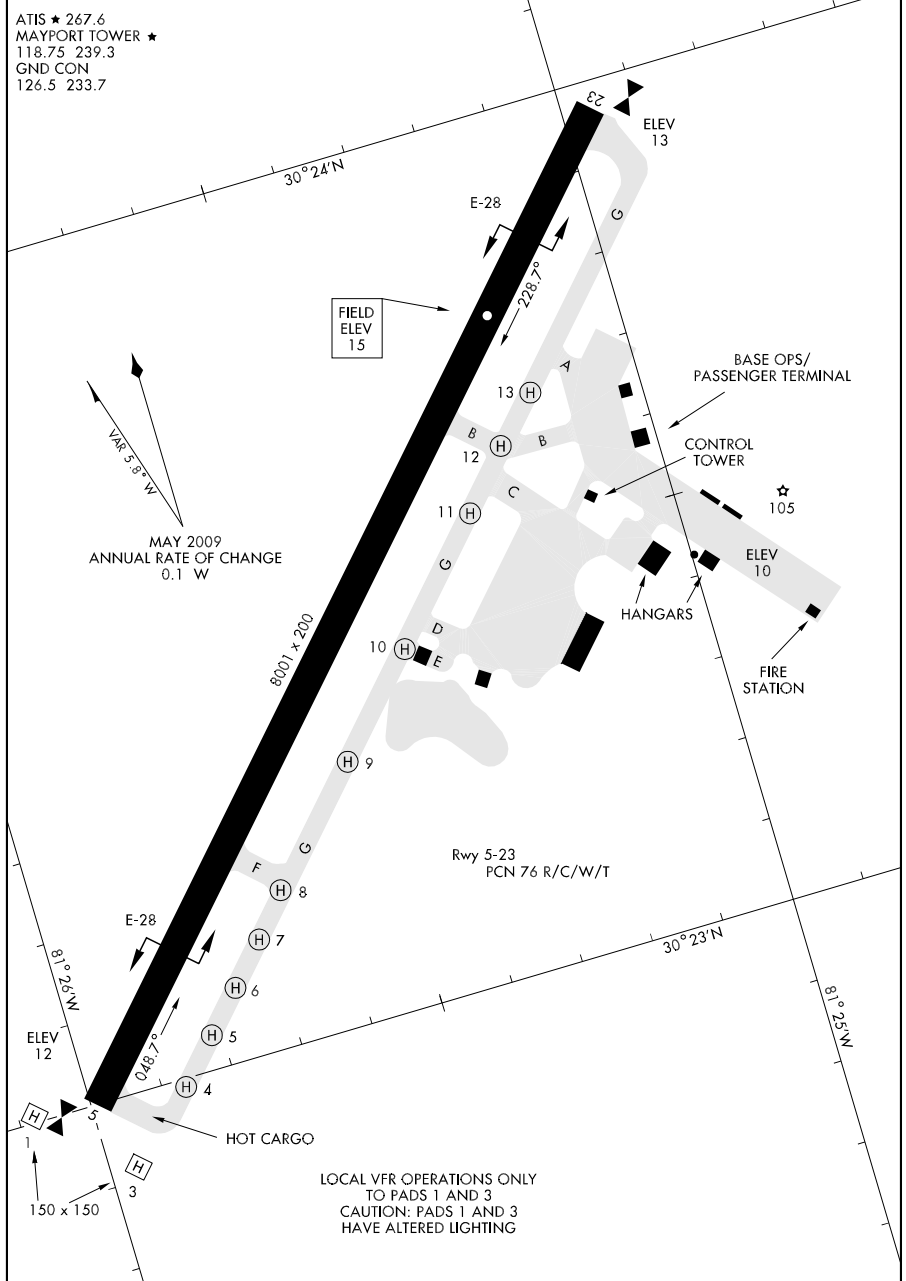 ATIS ★ 267.6
MAYPORT TOWER ★
118.75 239.3
GND CON
126.5 233.7
23
ELEV
13
30°24'N
G
E-28
228.7°
FIELD
ELEV
15
A
BASE OPS/
PASSENGER TERMINAL
13 H
B
B
12 H
CONTROL
TOWER
C
VAR 5.8° W
11 H
105
MAY 2009
ANNUAL RATE OF CHANGE
0.1 W
G
ELEV
10
HANGARS
8001 x 200
D
10 H
E
FIRE
STATION
H 9
G
F
Rwy 5-23
PCN 76 R/C/W/T
H 8
E-28
H 7
30°23'N
81°26'W
H 6
81°25'W
ELEV
12
048.7°
H 5
H 4
H
1
5
HOT CARGO
H
3
150 x 150
LOCAL VFR OPERATIONS ONLY
TO PADS 1 AND 3
CAUTION: PADS 1 AND 3
HAVE ALTERED LIGHTING